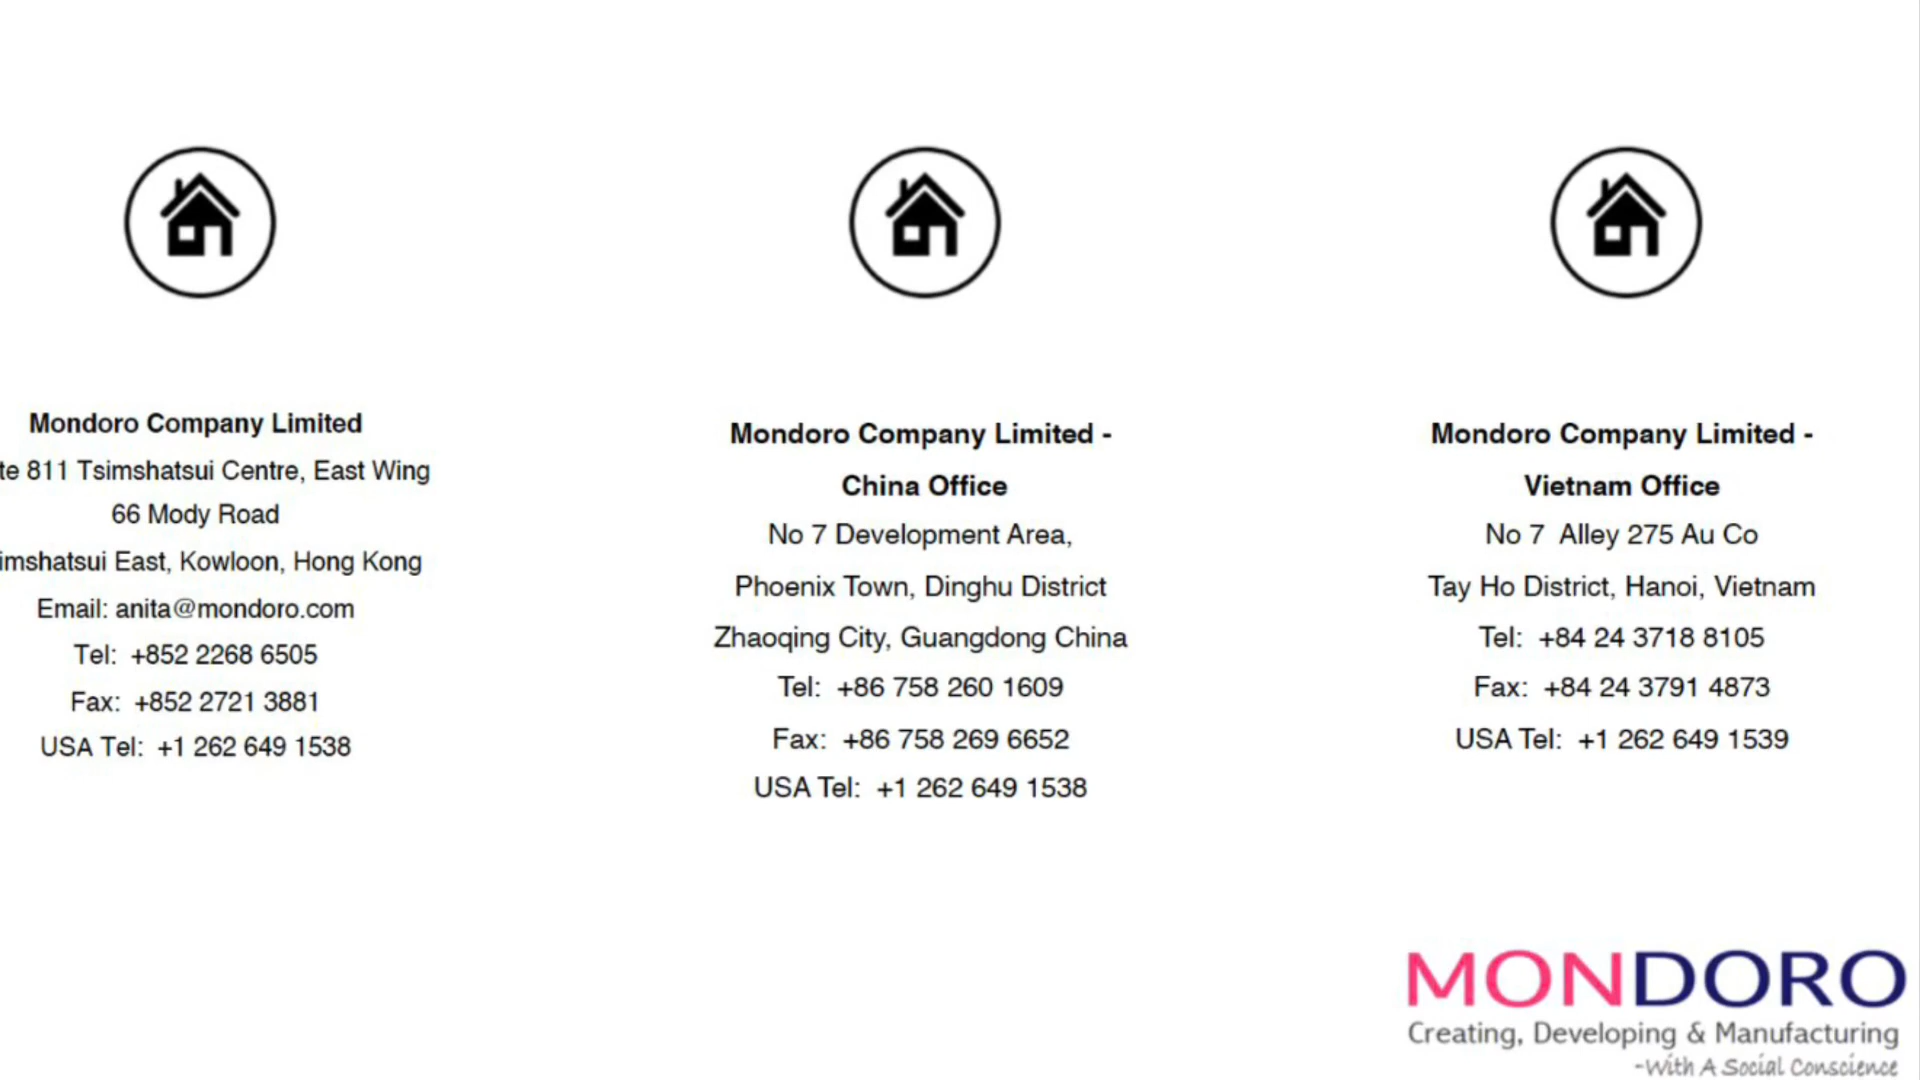 Mondoro Company Limited
811 Tsimshatsui Centre, East Wing
66 Mody Road
East, Kowloon, Hong Kong
Email: anita@mondoro.com
Tel: +852 2268 6505
Fax: +852 2721 3881
USA Tel: +1 262 649 1538
Mondoro Company Limited -
China Office
No 7 Development Area,
Phoenix Town, Dinghu District
Zhaoqing City, Guangdong China
Tel: +86 758 260 1609
Fax: +86 758 269 6652
USA Tel: +1 262 649 1538
Mondoro Company Limited -
Vietnam Office
No 7 Alley 275 Au Co
Tay Ho District, Hanoi, Vietnam
Tel: +84 24 3718 8105
Fax: +84 24 3791 4873
USA Tel: +1 262 649 1539
MONDORO
Creating, Developing & Manufacturing
-With A Social Conscience